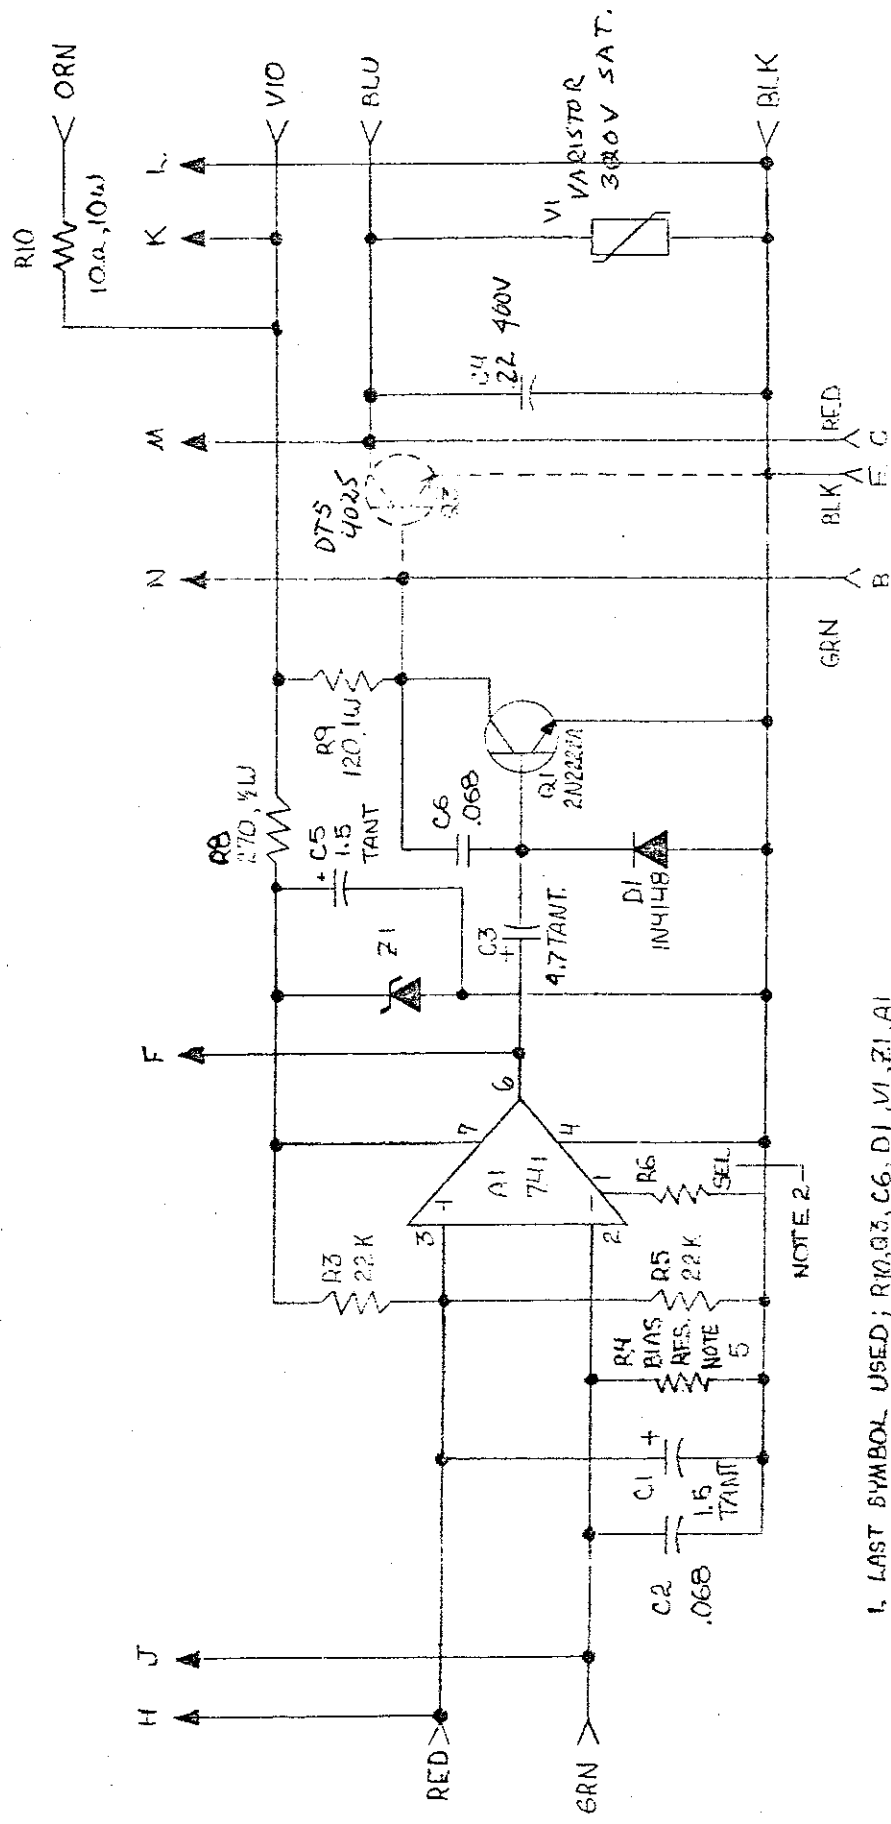 R10
10Ω, 10W
ORN
VIO
BLU
BLK
L
K
M
N
F
J
H
V1
VARISTOR
V SAT.
C4
.22 400V
DTS
4025
Q3
RED
C
BLK
E
GRN
B
R9
120, 1W
R8
270, ½W
C5
+
1.5
TANT
C6
.068
Q1
2N2222A
D1
1N4148
Z1
C3
+
4.7 TANT.
6
7
4
A1
741
+
-
3
2
1
R6
SEL
NOTE 2
R3
22K
R5
22K
R4
BIAS
RES.
NOTE
5
C1
+
1.5
TANT
C2
.068
RED
GRN
1. LAST SYMBOL USED; R10, Q3, C6, D1, V1, Z1, A1